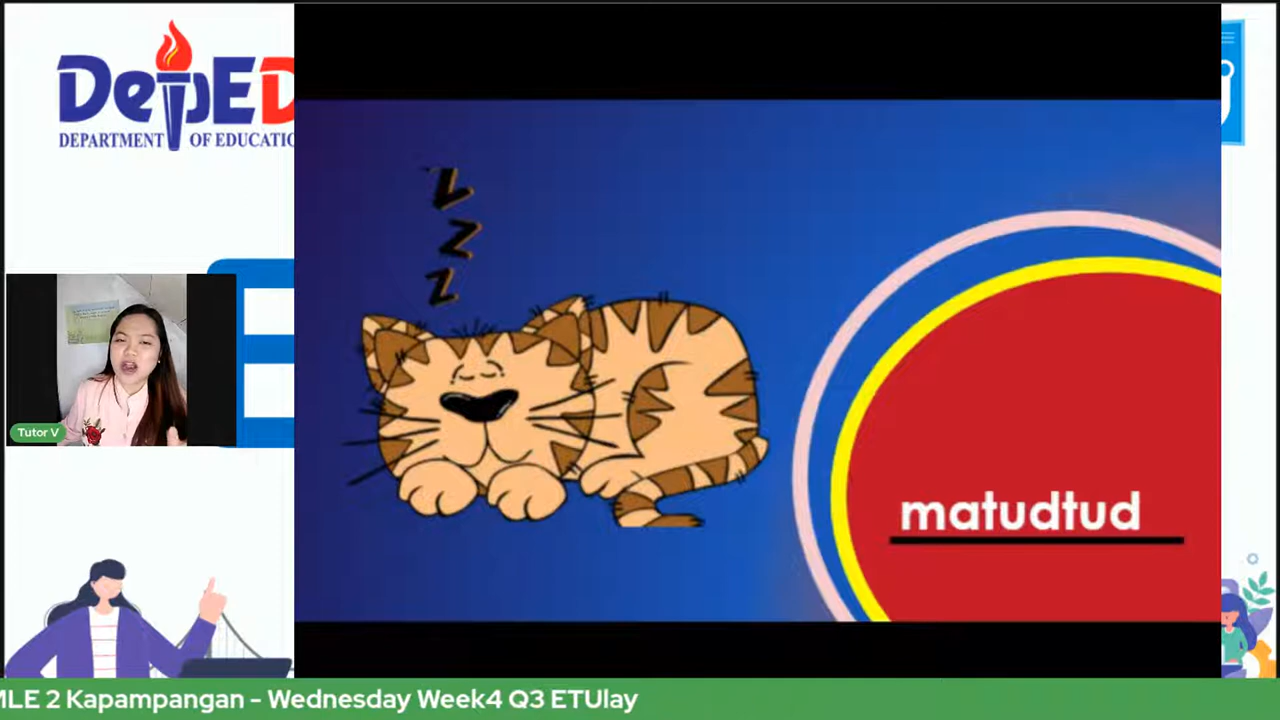 DepED
DEPARTMENT OF EDUCATIO
Z
Z
Z
Tutor V
matudtud
MLE 2 Kapampangan - Wednesday Week4 Q3 ETUlay